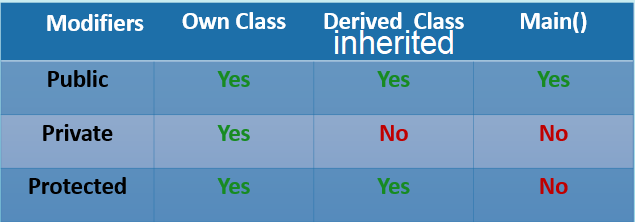 Modifiers Own Class Derived Class Main()
inherited
Public Yes Yes Yes
Private Yes No No
Protected Yes Yes No